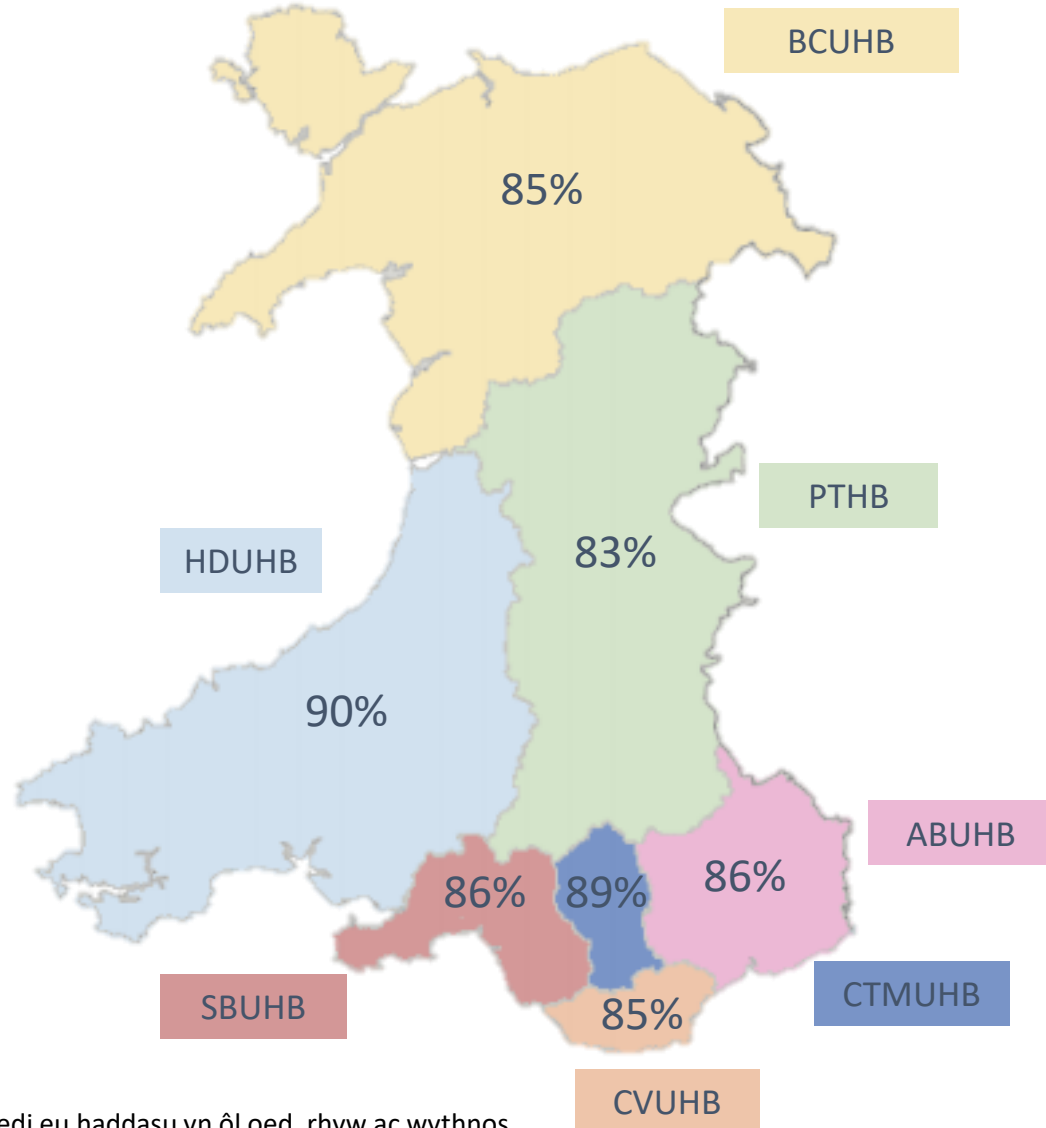 BCUHB
85%
PTHB
83%
HDUHB
90%
ABUHB
86%
89%
86%
CTMUHB
SBUHB
85%
CVUHB
eu haddasu yn ôl oed, rhyw ac wythnos